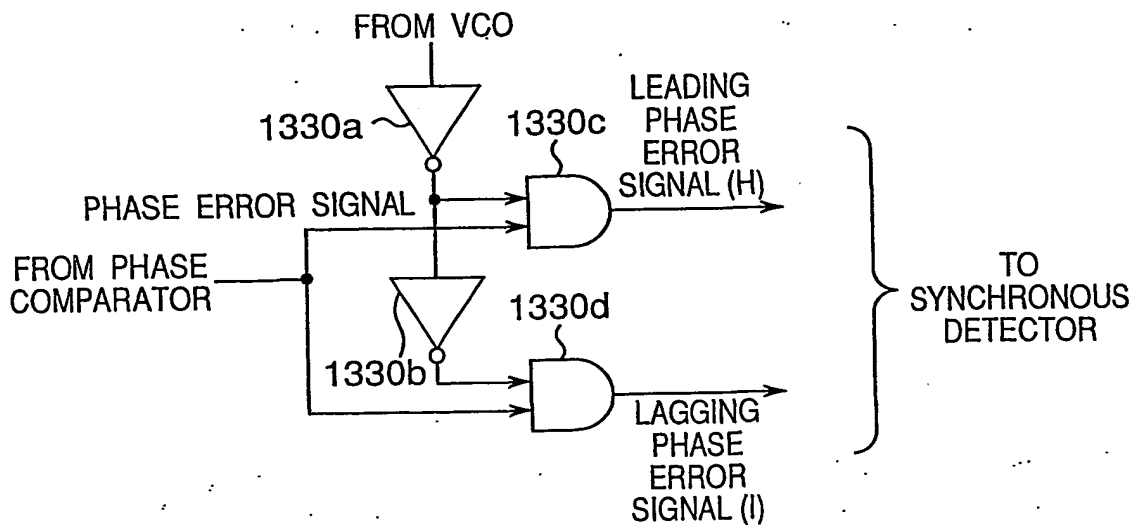 FROM VCO
1330a
1330c
LEADING
PHASE
ERROR
SIGNAL (H)
PHASE ERROR SIGNAL
FROM PHASE
COMPARATOR
TO
SYNCHRONOUS
DETECTOR
1330b
1330d
LAGGING
PHASE
ERROR
SIGNAL (I)